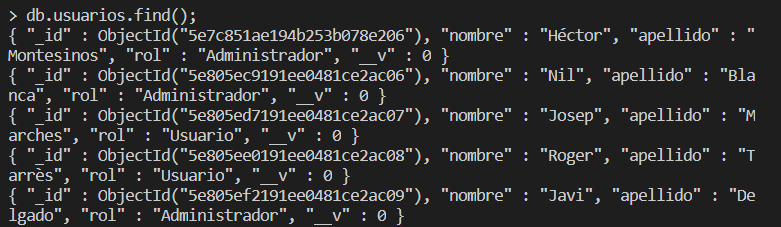 > db.usuarios.find();
{ "_id" : ObjectId("5e7c851ae194b253b078e206"), "nombre" : "Héctor", "apellido" : "
Montesinos", "rol" : "Administrador", "__v" : 0 }
{ "_id" : ObjectId("5e805ec9191ee0481ce2ac06"), "nombre" : "Nil", "apellido" : "Bla
nca", "rol" : "Administrador", "__v" : 0 }
{ "_id" : ObjectId("5e805ed7191ee0481ce2ac07"), "nombre" : "Josep", "apellido" : "M
arches", "rol" : "Usuario", "__v" : 0 }
{ "_id" : ObjectId("5e805ee0191ee0481ce2ac08"), "nombre" : "Roger", "apellido" : "T
arrès", "rol" : "Usuario", "__v" : 0 }
{ "_id" : ObjectId("5e805ef2191ee0481ce2ac09"), "nombre" : "Javi", "apellido" : "De
lgado", "rol" : "Administrador", "__v" : 0 }